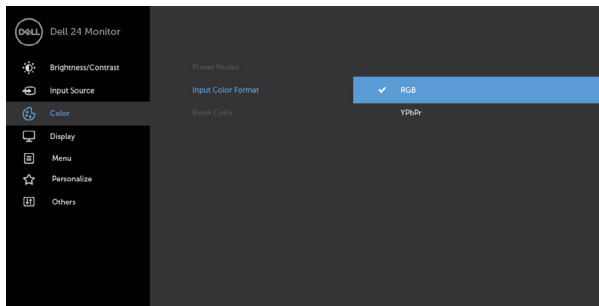 DELL Dell 24 Monitor
Brightness/Contrast Preset Modes
Input Source Input Color Format ✓ RGB
Color Reset Color YPbPr
Display
Menu
Personalize
Others